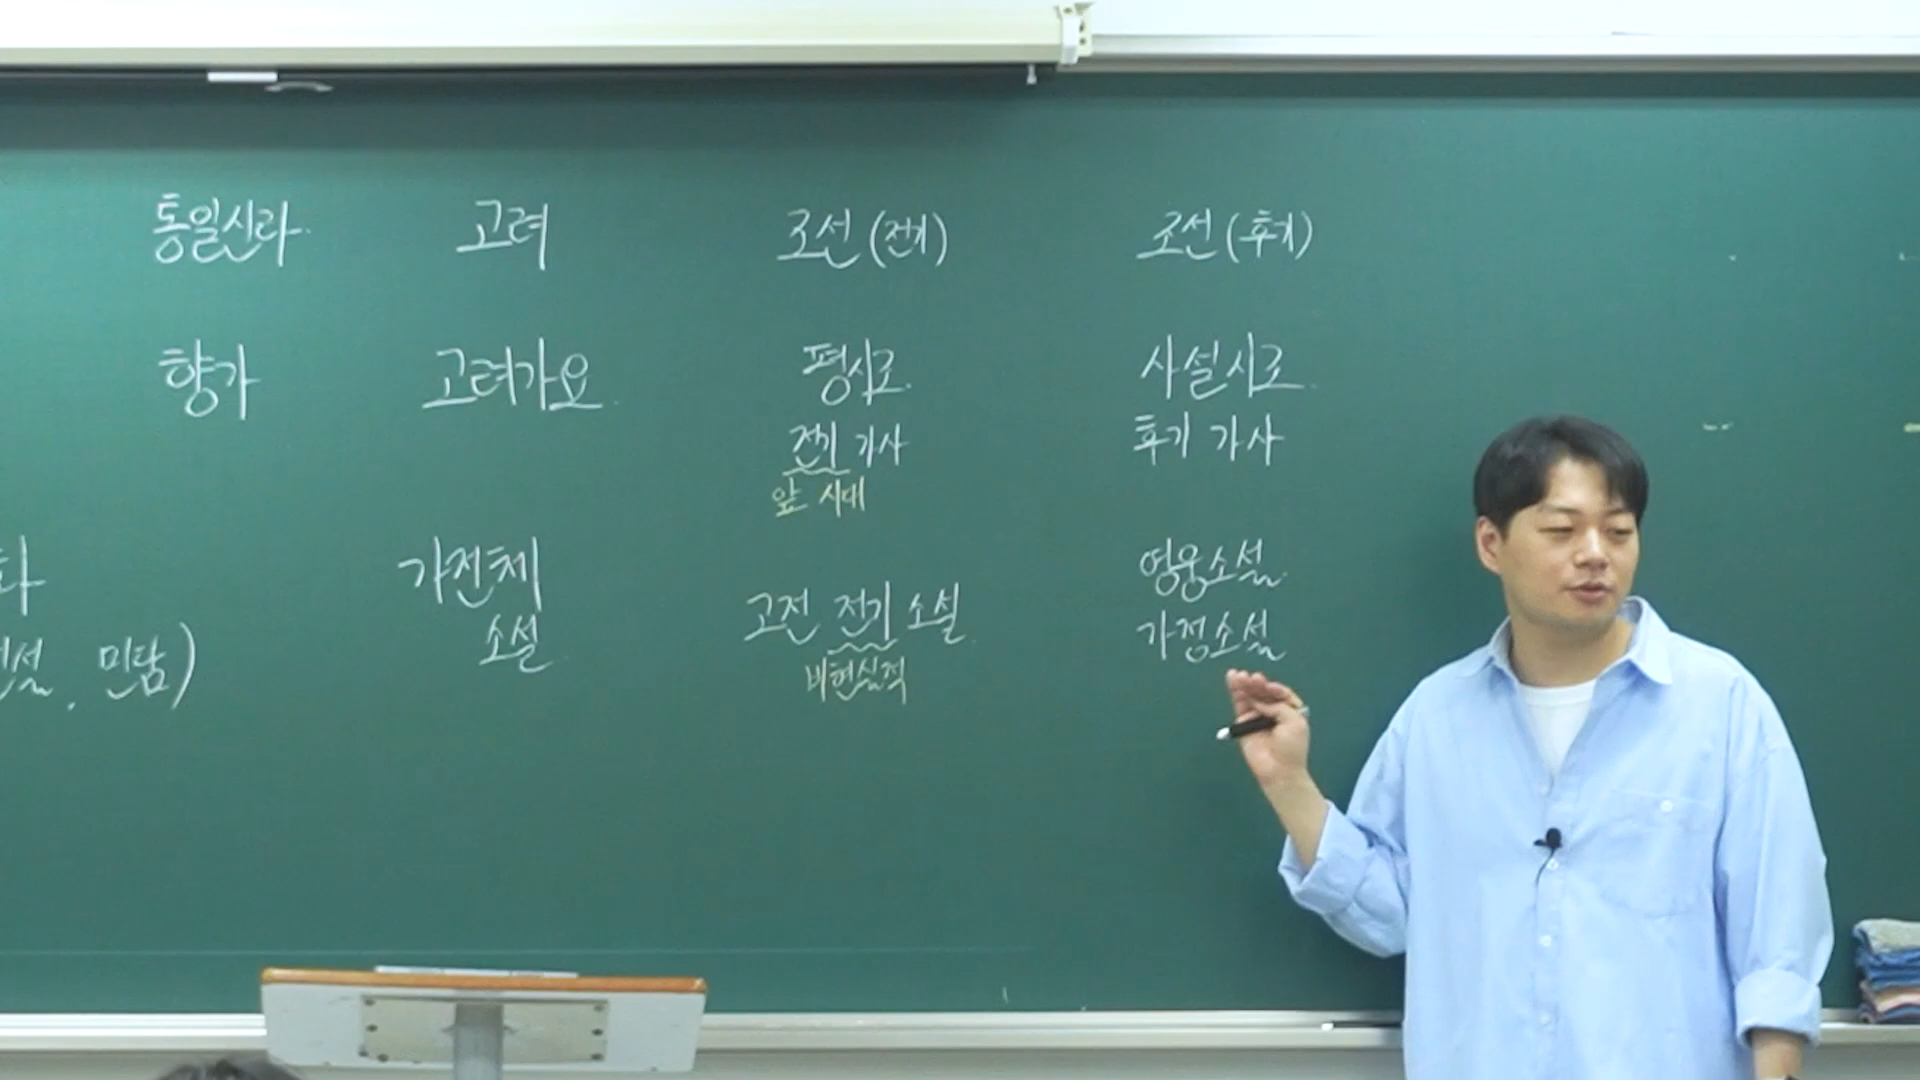 통일신라 고려 조선(전기) 조선(후기)
향가 고려가요 평시조 사설시조
전기 가사 후기 가사
앞 시대
가전체 영웅소설
소설 고전 전기 소설 가정소설
민담) 비현실적